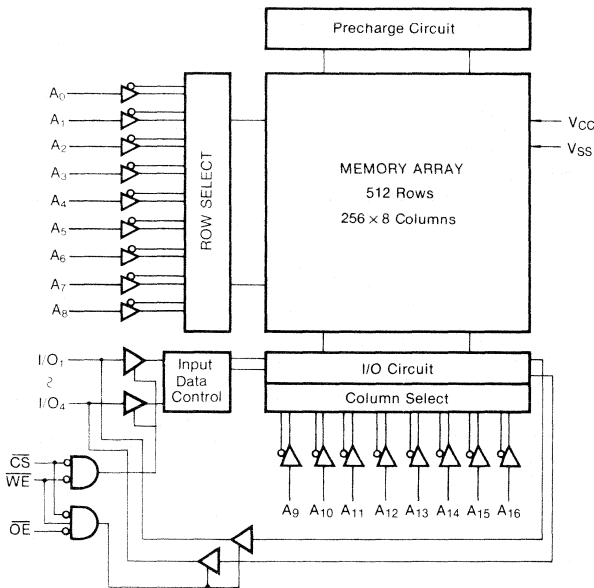 Precharge Circuit
A0
A1
A2
A3
A4
A5
A6
A7
A8
ROW SELECT
MEMORY ARRAY
512 Rows
256 × 8 Columns
VCC
VSS
I/O1
≀
I/O4
Input
Data
Control
I/O Circuit
Column Select
CS
WE
OE
A9 A10 A11 A12 A13 A14 A15 A16